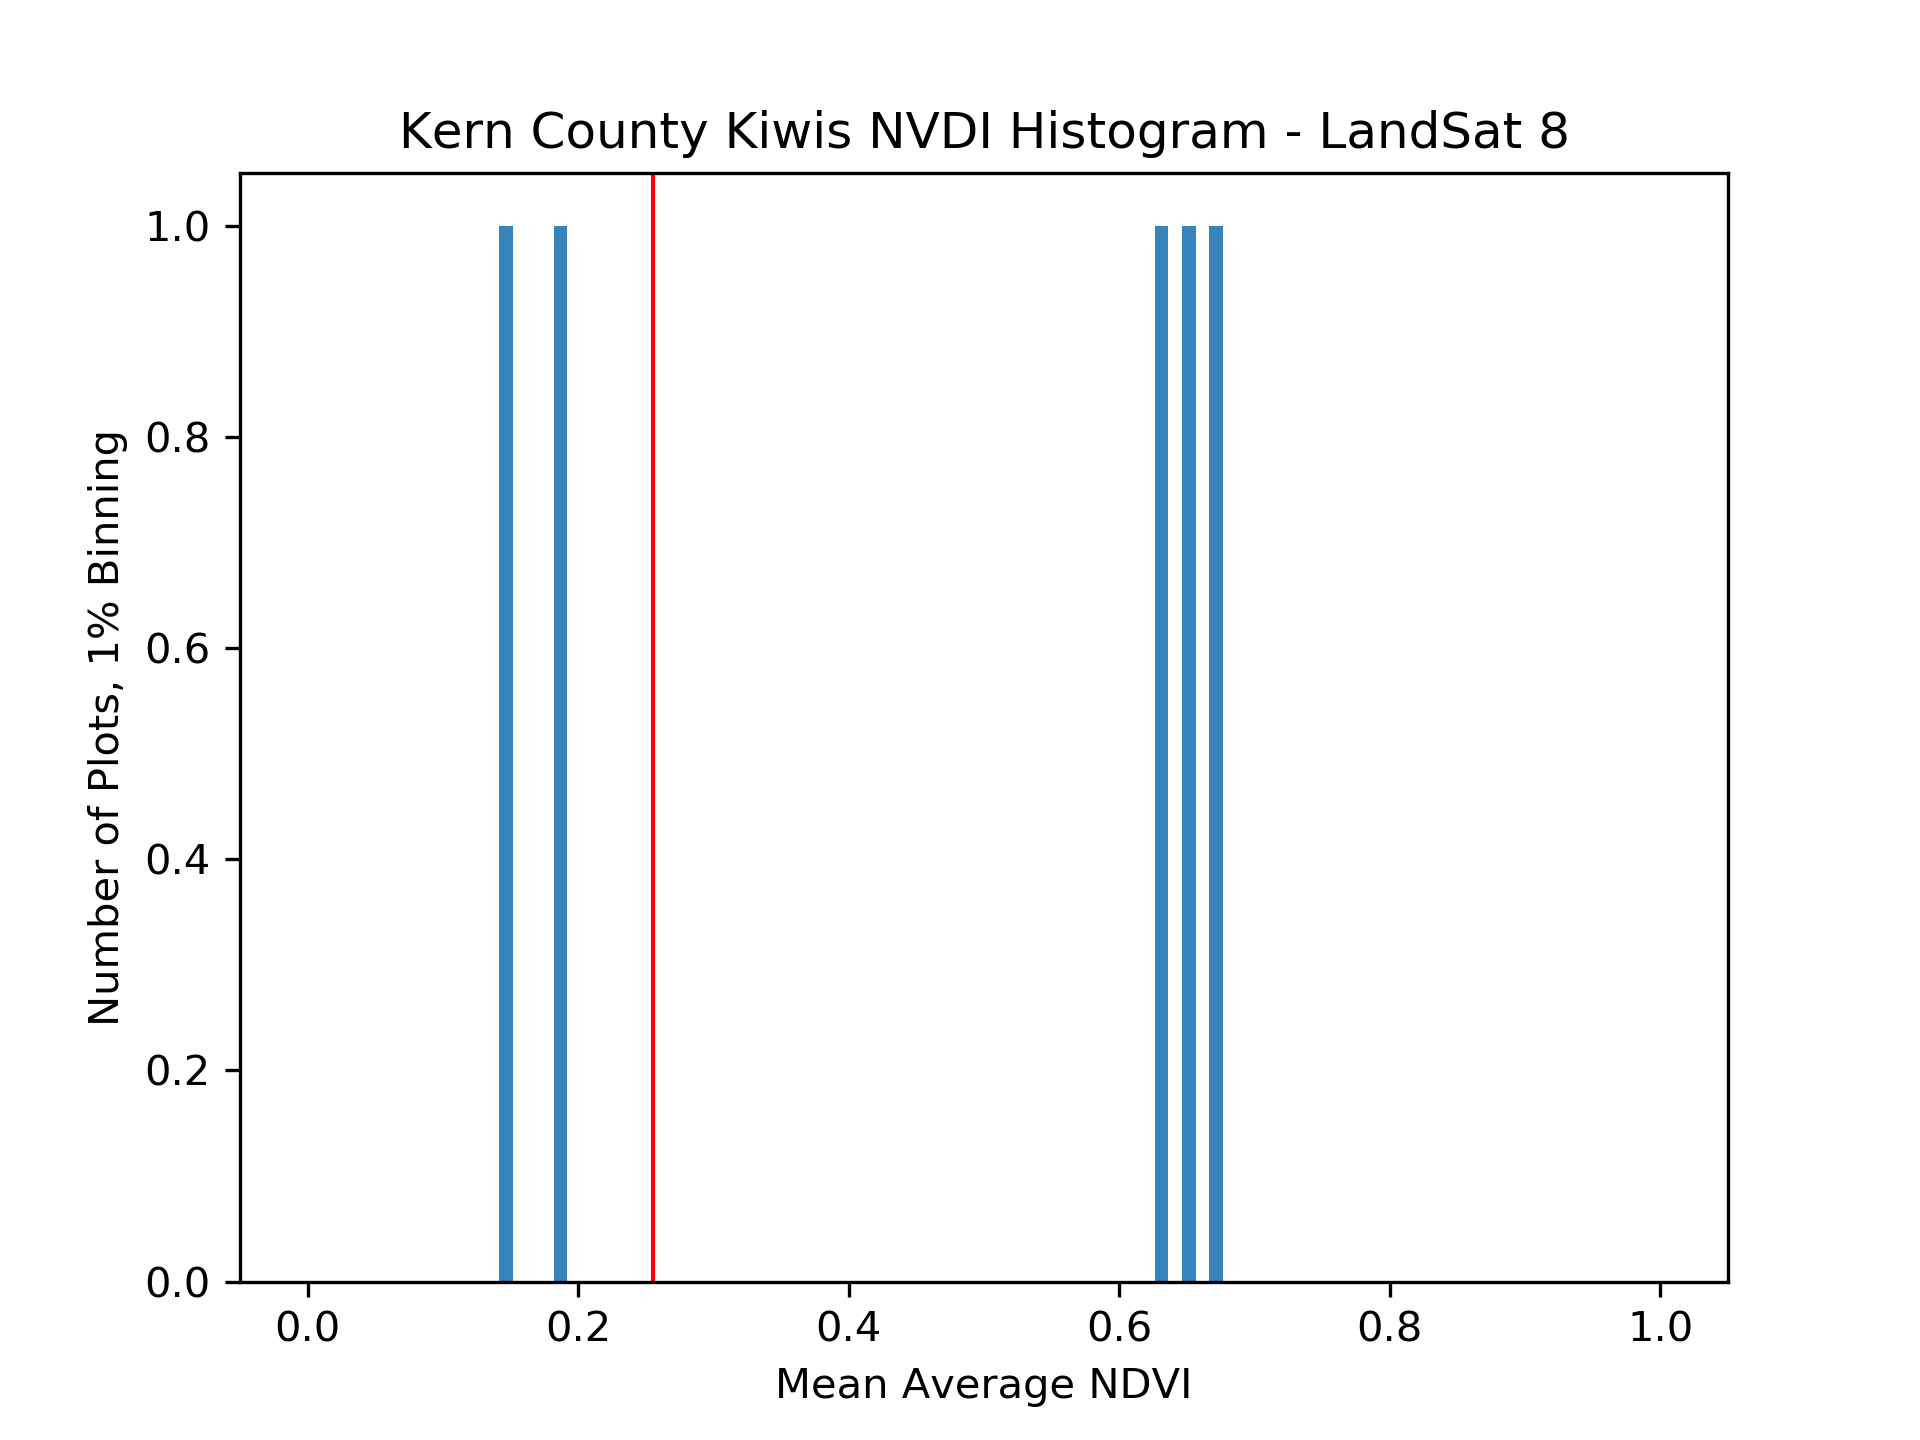 Kern County Kiwis NVDI Histogram - LandSat 8
Number of Plots, 1% Binning
1.0
0.8
0.6
0.4
0.2
0.0
0.0 0.2 0.4 0.6 0.8 1.0
Mean Average NDVI